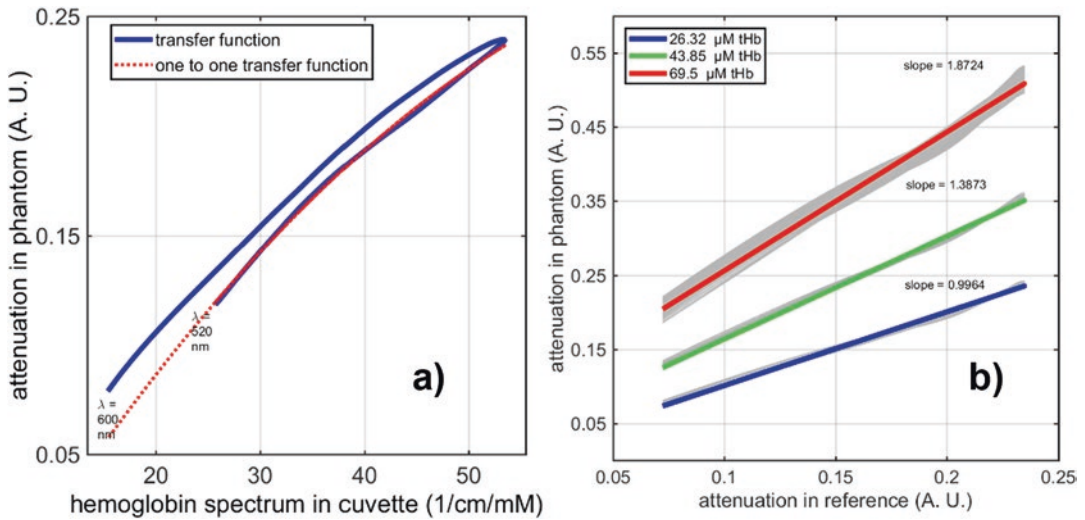 0.25
0.15
0.05
attenuation in phantom (A. U.)
transfer function
one to one transfer function
λ =
520
nm
λ =
600
nm
a)
20 30 40 50
hemoglobin spectrum in cuvette (1/cm/mM)
0.55
0.45
0.35
0.25
0.15
0.05
attenuation in phantom (A. U.)
26.32 µM tHb
43.85 µM tHb
69.5 µM tHb
slope = 1.8724
slope = 1.3873
slope = 0.9964
b)
0.05 0.1 0.15 0.2 0.25
attenuation in reference (A. U.)